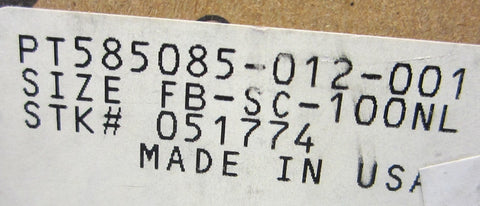 PT585085-012-001
SIZE FB-SC-100NL
STK# 051774
MADE IN USA